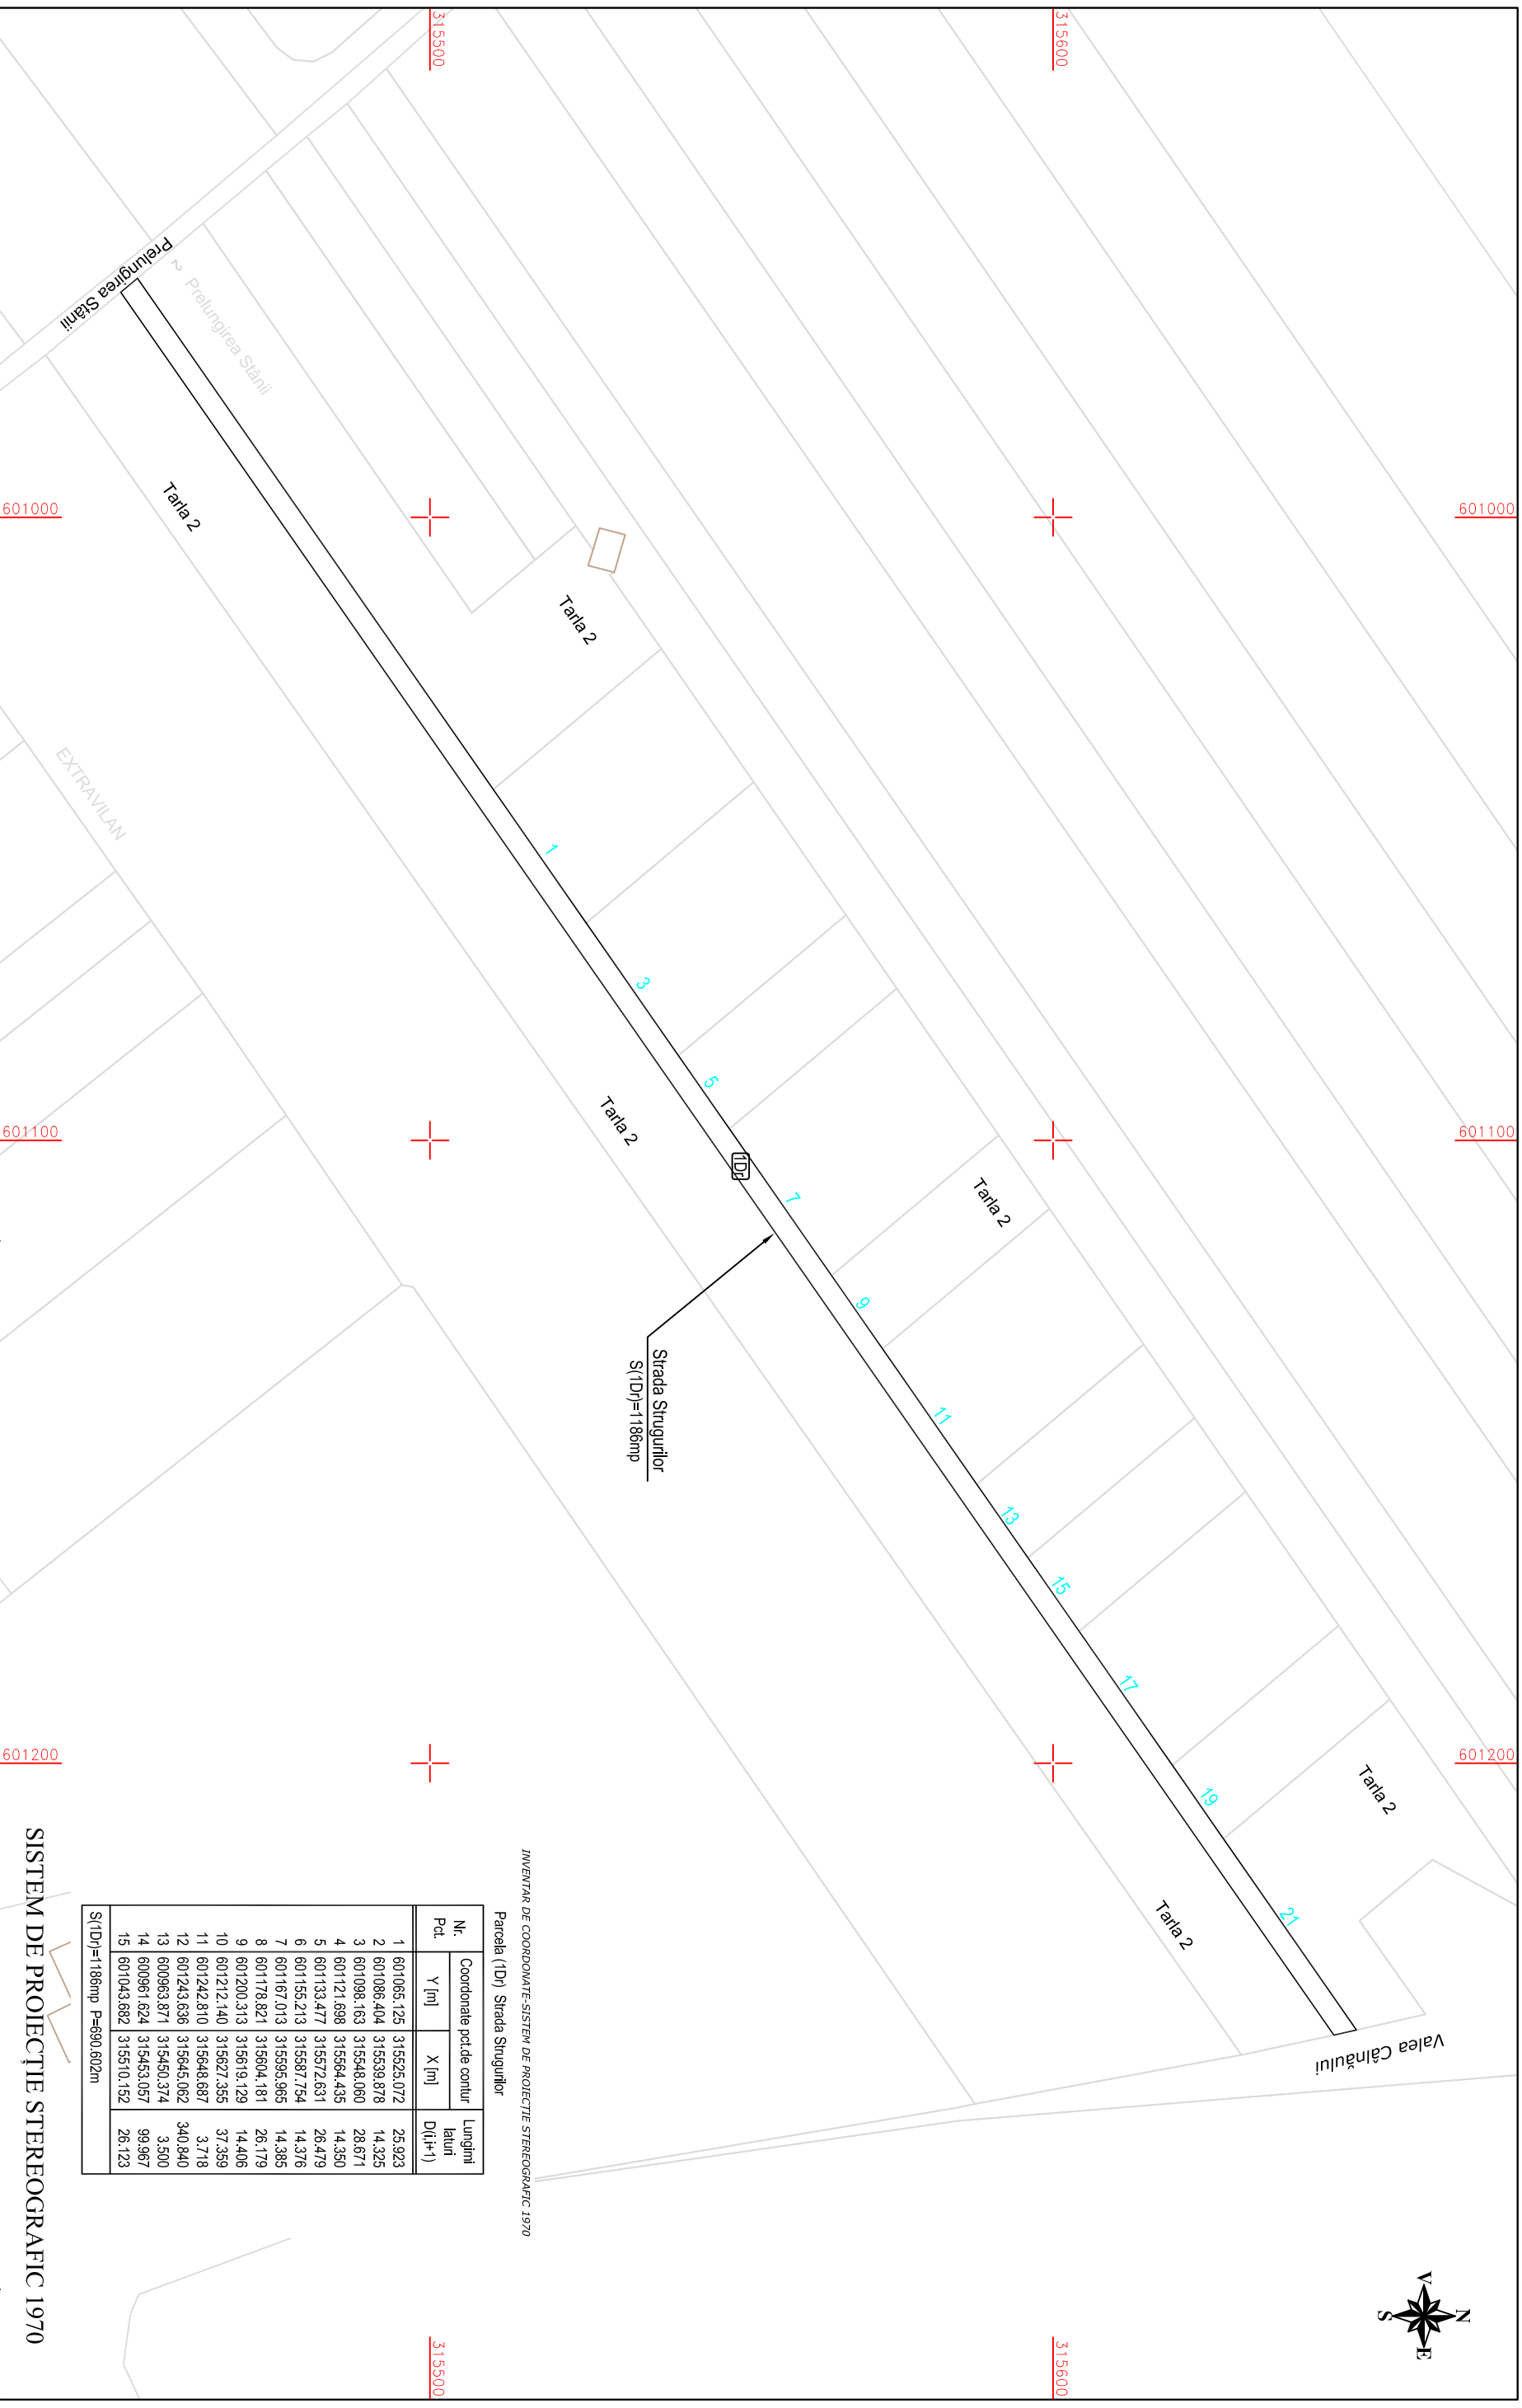 315500
315600
N
V
E
S
601000
601000
601100
601100
601200
601200
315500
315600
Prelungirea Stânii
2
Prelungirea Stânii
Tarla 2
Tarla 2
EXTRAVILAN
1
3
5
Tarla 2
1Dr
7
Tarla 2
9
Strada Strugurilor
S(1Dr)=1186mp
11
13
15
17
19
Tarla 2
21
Tarla 2
Valea Câlnăului
INVENTAR DE COORDONATE-SISTEM DE PROIECȚIE STEREOGRAFIC 1970
Parcela (1Dr) Strada Strugurilor
Nr. Pct. Coordonate pct.de contur Lungimi laturi
Y [m] X [m] D(i,i+1)
1 601065.125 315525.072 25.923
2 601086.404 315539.878 14.325
3 601098.163 315548.060 28.671
4 601121.698 315564.435 14.350
5 601133.477 315572.631 26.479
6 601155.213 315587.754 14.376
7 601167.013 315595.965 14.385
8 601178.821 315604.181 26.179
9 601200.313 315619.129 14.406
10 601212.140 315627.355 37.359
11 601242.810 315648.687 3.718
12 601243.636 315645.062 340.840
13 600963.871 315450.374 3.500
14 600961.624 315453.057 99.967
15 601043.682 315510.152 26.123
S(1Dr)=1186mp P=690.602m
SISTEM DE PROIECȚIE STEREOGRAFIC 1970